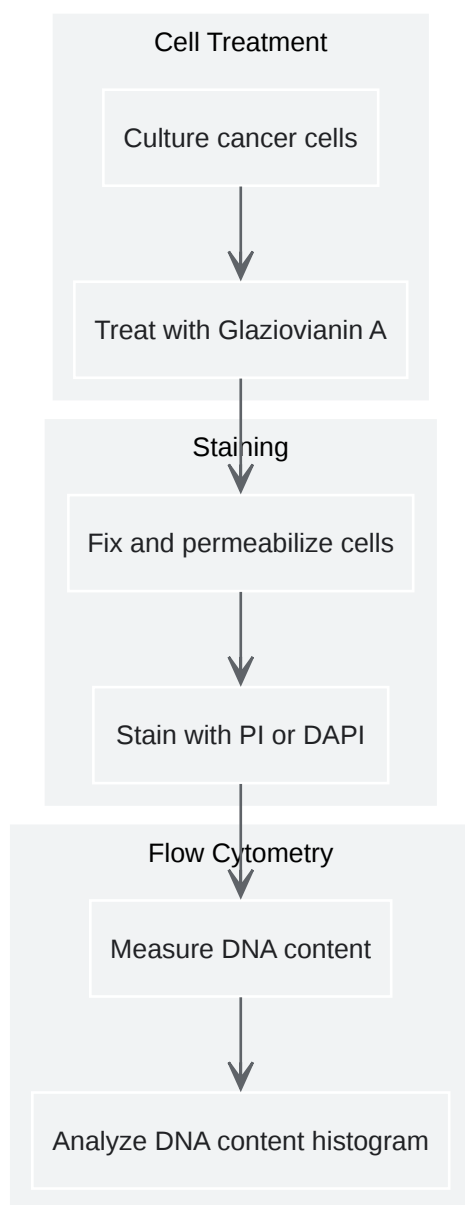 Cell Treatment
Culture cancer cells
Treat with Glaziovianin A
Staining
Fix and permeabilize cells
Stain with PI or DAPI
Flow Cytometry
Measure DNA content
Analyze DNA content histogram